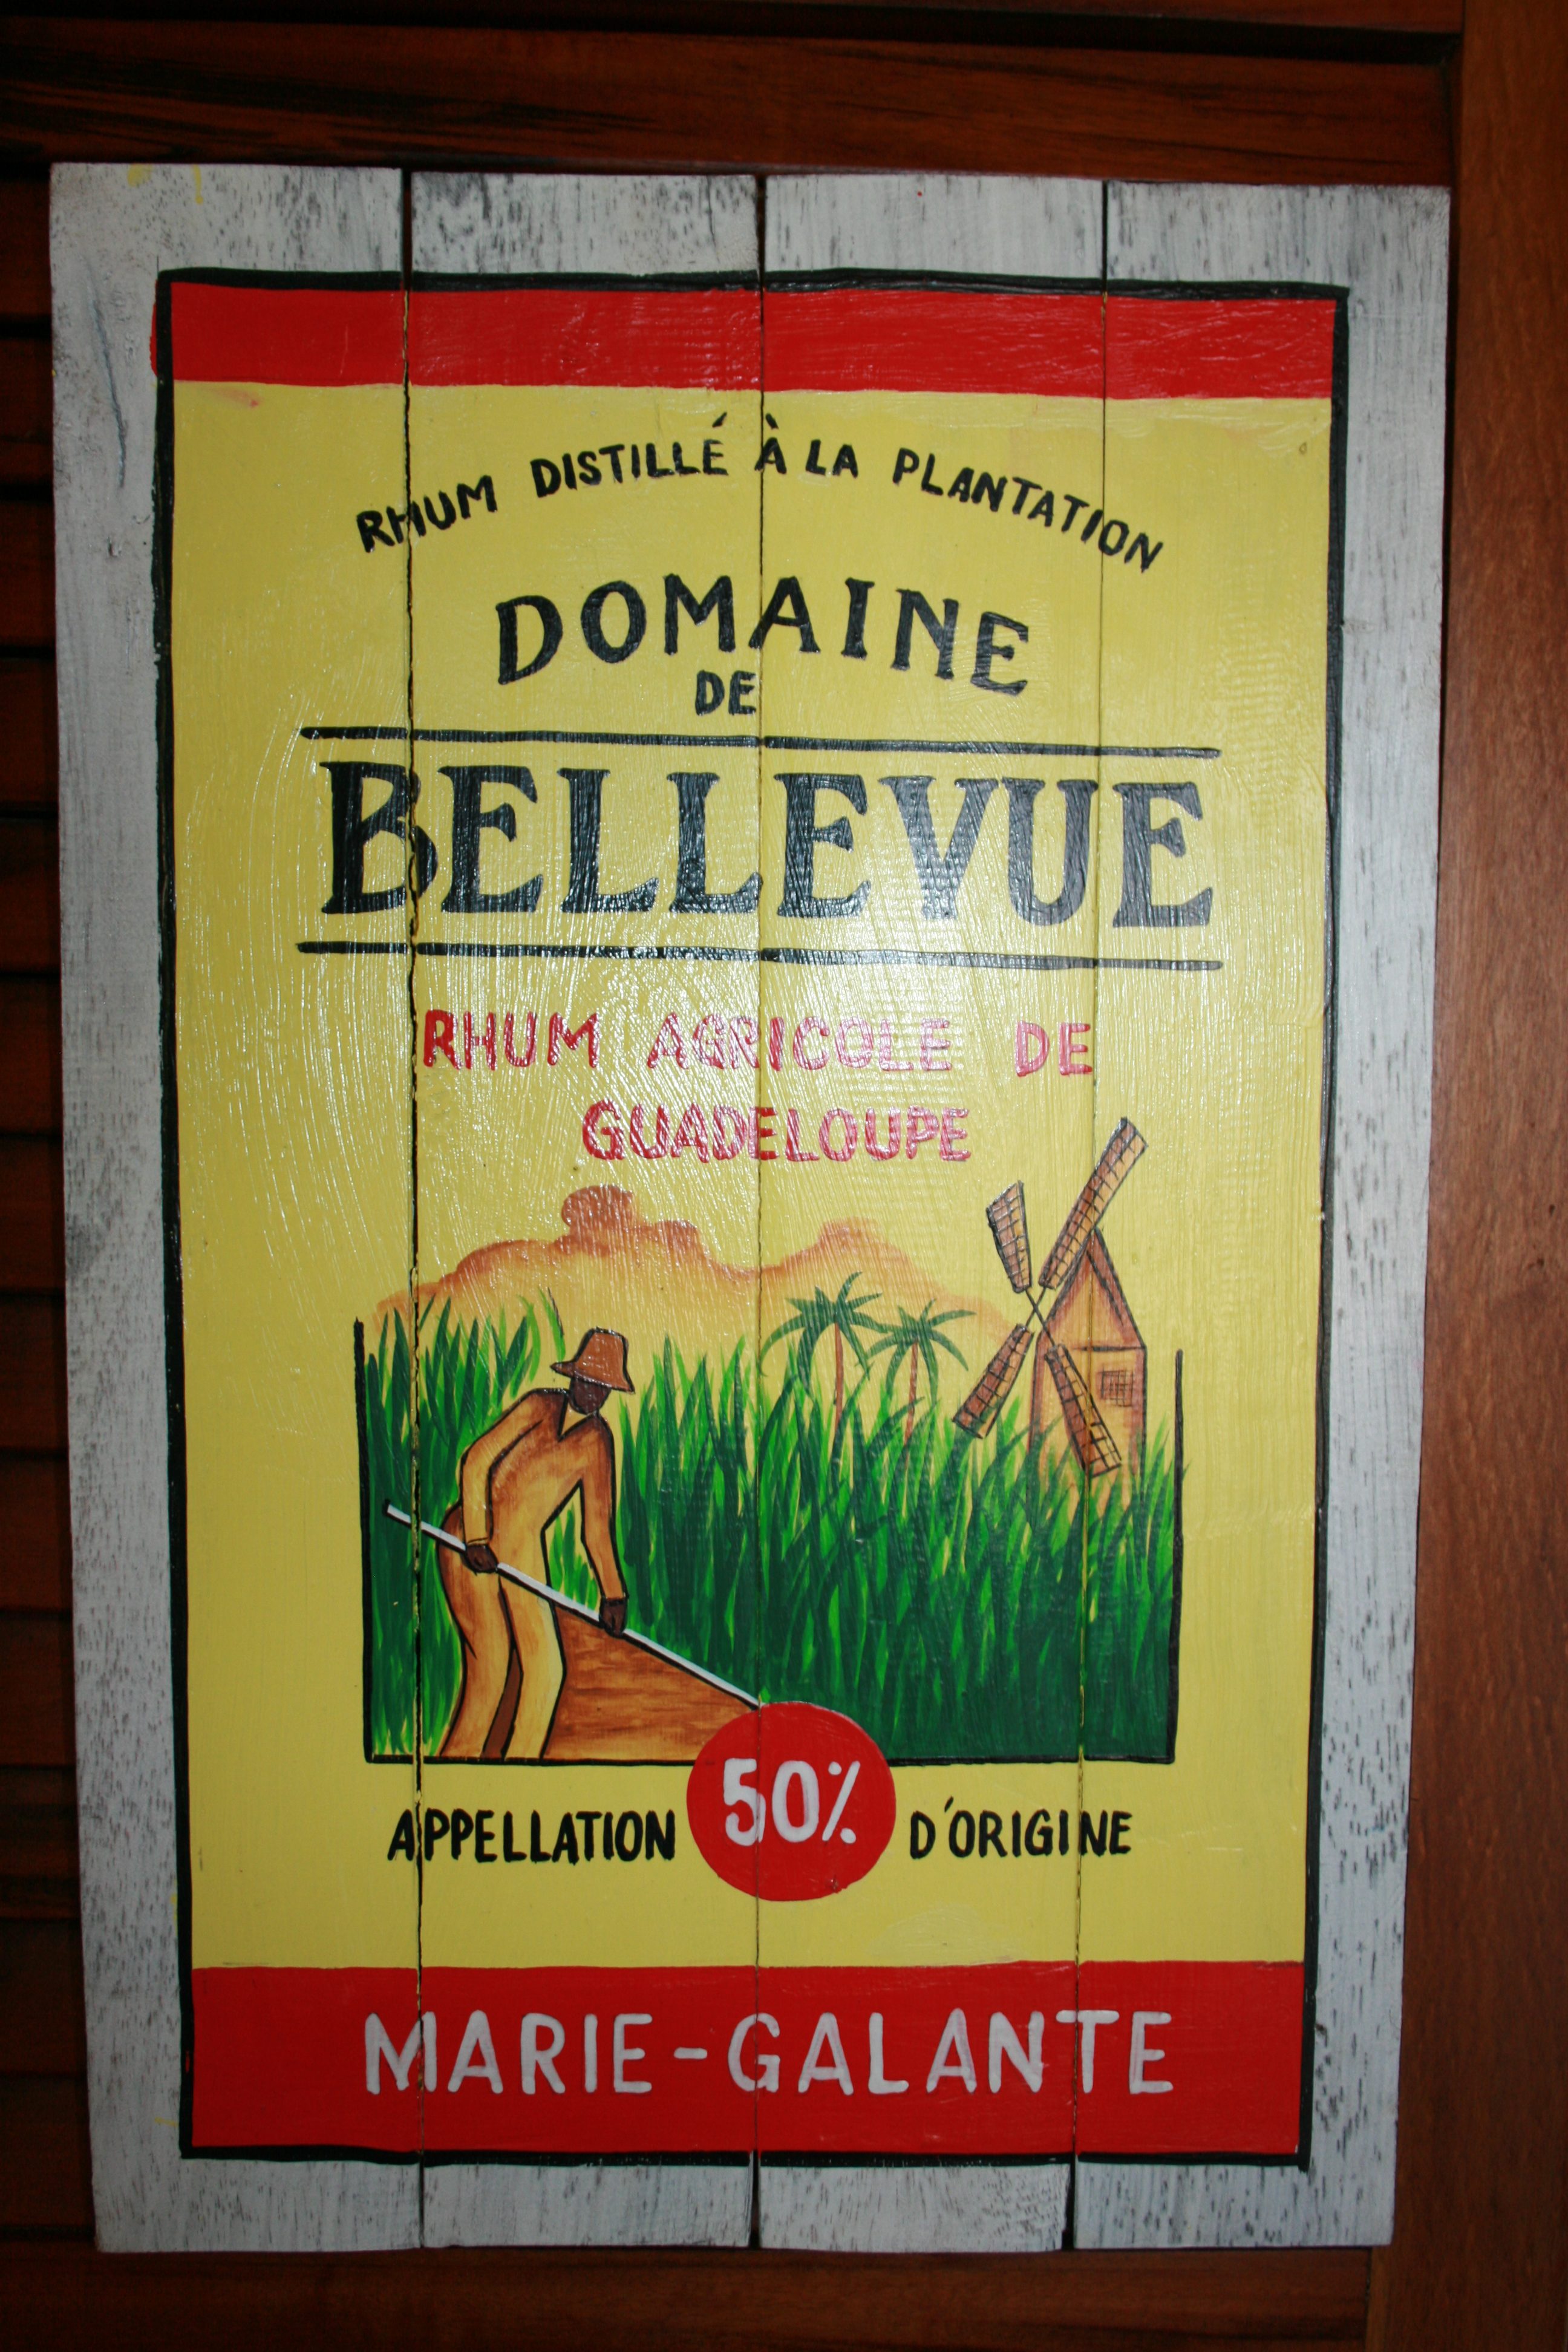 RHUM DISTILLÉ À LA PLANTATION
DOMAINE
DE
BELLEVUE
RHUM AGRICOLE DE
GUADELOUPE
APPELLATION 50% D'ORIGINE
MARIE-GALANTE